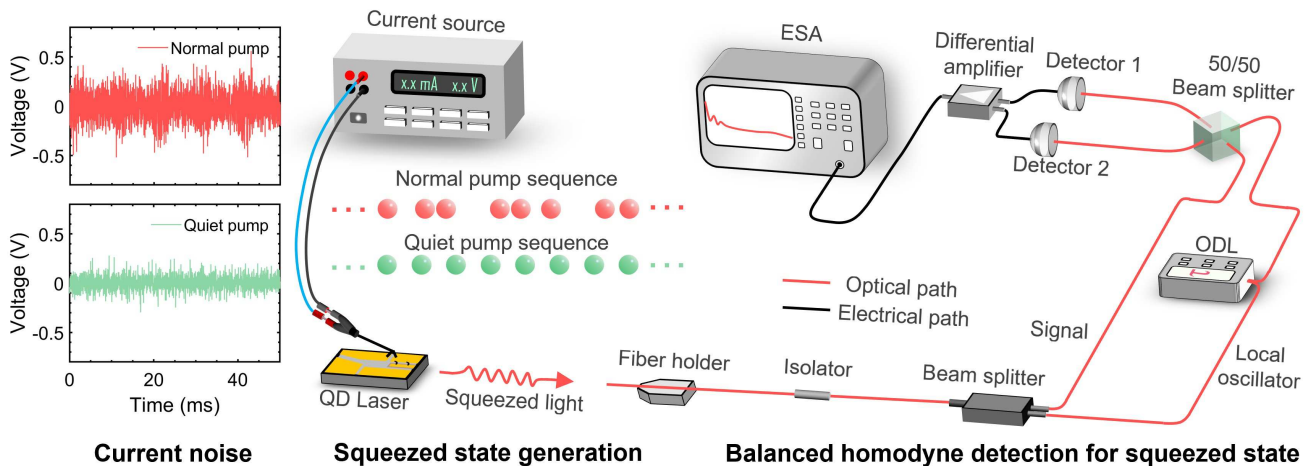 Normal pump
Voltage (V)
0.5
0
-0.5
Quiet pump
Voltage (V)
0.5
0
-0.5
0
20
40
Time (ms)
Current noise
Current source
x.x mA x.x V
Normal pump sequence
Quiet pump sequence
QD Laser
Squeezed light
Squeezed state generation
ESA
Differential
amplifier
Detector 1
Detector 2
50/50
Beam splitter
ODL
Optical path
Electrical path
Signal
Local
oscillator
Fiber holder
Isolator
Beam splitter
Balanced homodyne detection for squeezed state